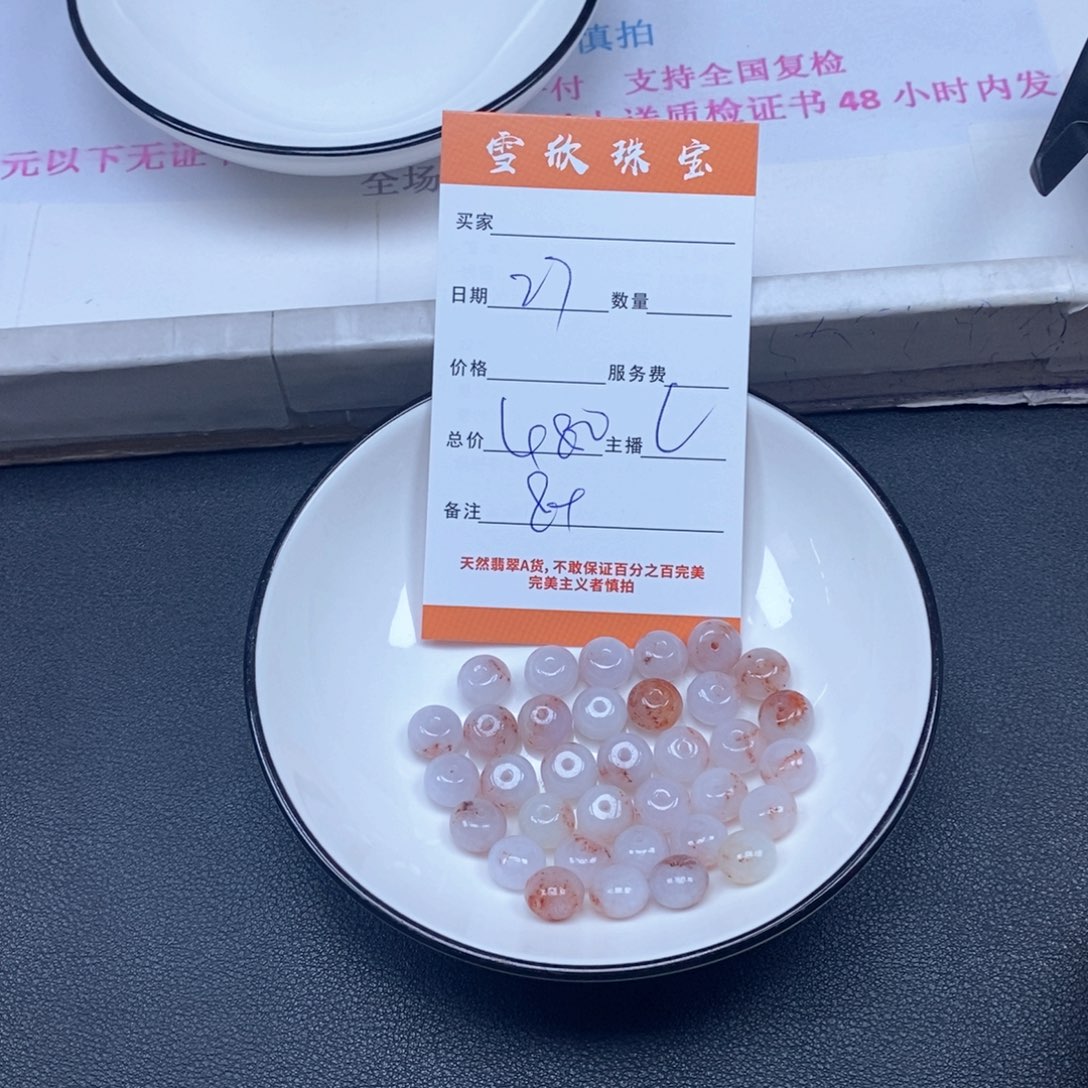 慎拍
付 支持全国复检
送质检证书 48 小时内发
元以下无证
全场
雪欣珠宝
买家
日期 27 数量
价格 服务费
总价 480 主播
备注
天然翡翠A货,不敢保证百分之百完美
完美主义者慎拍